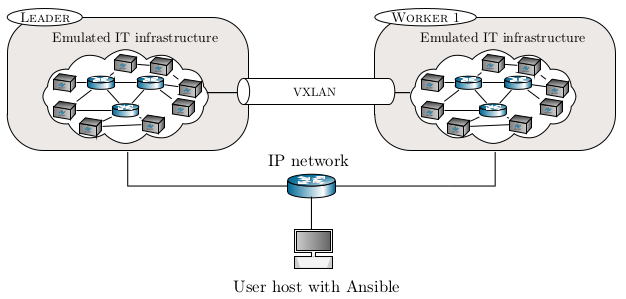 LEADER
WORKER 1
Emulated IT infrastructure
Emulated IT infrastructure
VXLAN
IP network
User host with Ansible